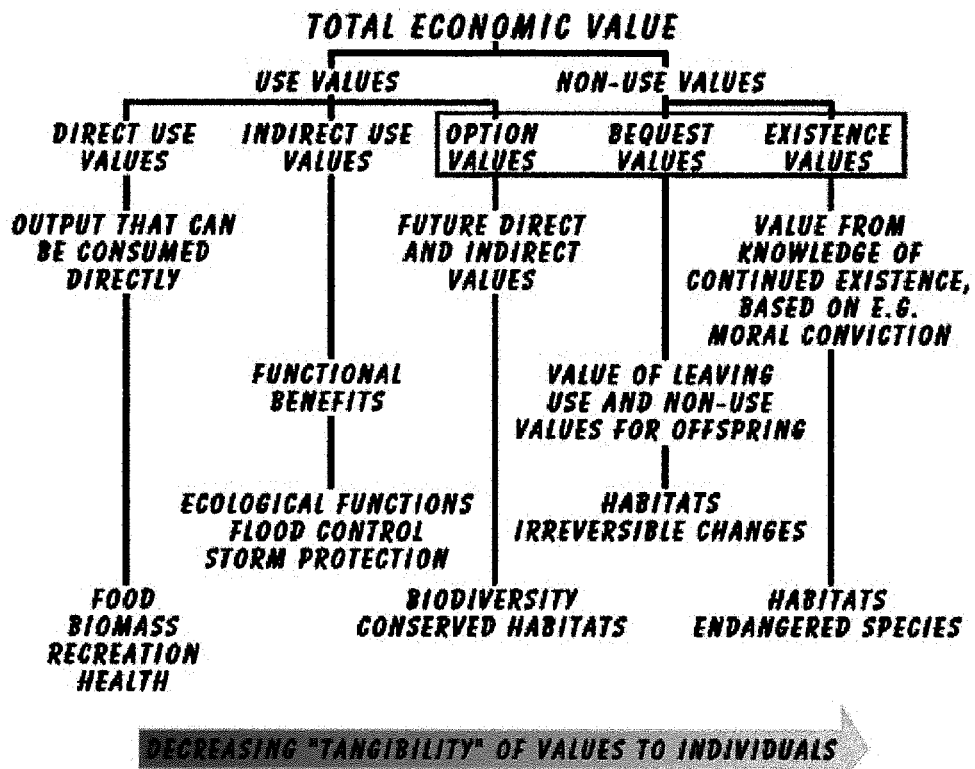 TOTAL ECONOMIC VALUE
USE VALUES
NON-USE VALUES
DIRECT USE
VALUES
INDIRECT USE
VALUES
OPTION
VALUES
BEQUEST
VALUES
EXISTENCE
VALUES
OUTPUT THAT CAN
BE CONSUMED
DIRECTLY
FUTURE DIRECT
AND INDIRECT
VALUES
VALUE FROM
KNOWLEDGE OF
CONTINUED EXISTENCE,
BASED ON E.G.
MORAL CONVICTION
FUNCTIONAL
BENEFITS
VALUE OF LEAVING
USE AND NON-USE
VALUES FOR OFFSPRING
ECOLOGICAL FUNCTIONS
FLOOD CONTROL
STORM PROTECTION
HABITATS
IRREVERSIBLE CHANGES
FOOD
BIOMASS
RECREATION
HEALTH
BIODIVERSITY
CONSERVED HABITATS
HABITATS
ENDANGERED SPECIES
DECREASING "TANGIBILITY" OF VALUES TO INDIVIDUALS